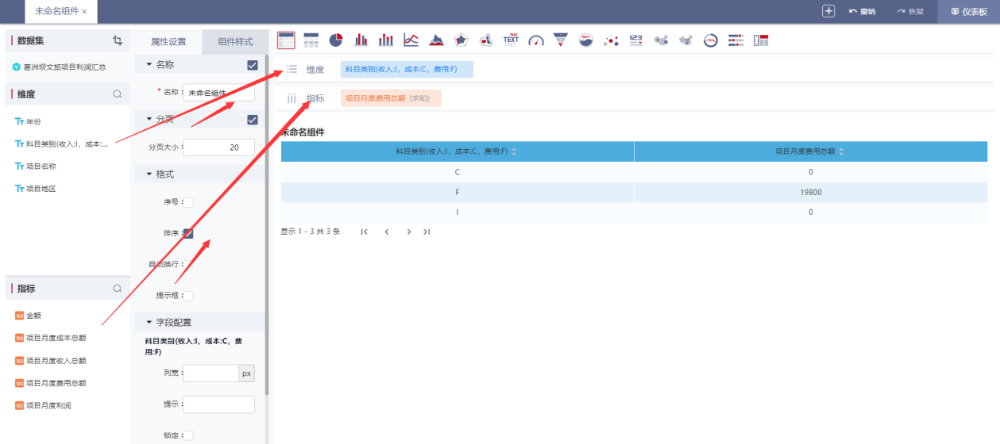 未命名组件 ×
撤销
恢复
仪表板
数据集
葛洲坝文旅项目利润汇总
维度
年份
科目类别(收入:I，成本:...
项目名称
项目地区
指标
金额
项目月度成本总额
项目月度收入总额
项目月度费用总额
项目月度利润
属性设置
组件样式
名称
* 名称：
未命名组件
分页
分页大小：
20
格式
序号：
排序：
自动换行：
提示框：
字段配置
科目类别(收入:I，成本:C，费
用:F)
列宽：
px
提示：
锁定：
TEXT
TEXT
123
75%
维度
科目类别(收入:I，成本:C，费用:F)
指标
项目月度费用总额 (求和)
未命名组件
科目类别(收入:I，成本:C，费用:F)
项目月度费用总额
C
0
F
19800
I
0
显示 1 - 3 共 3 条